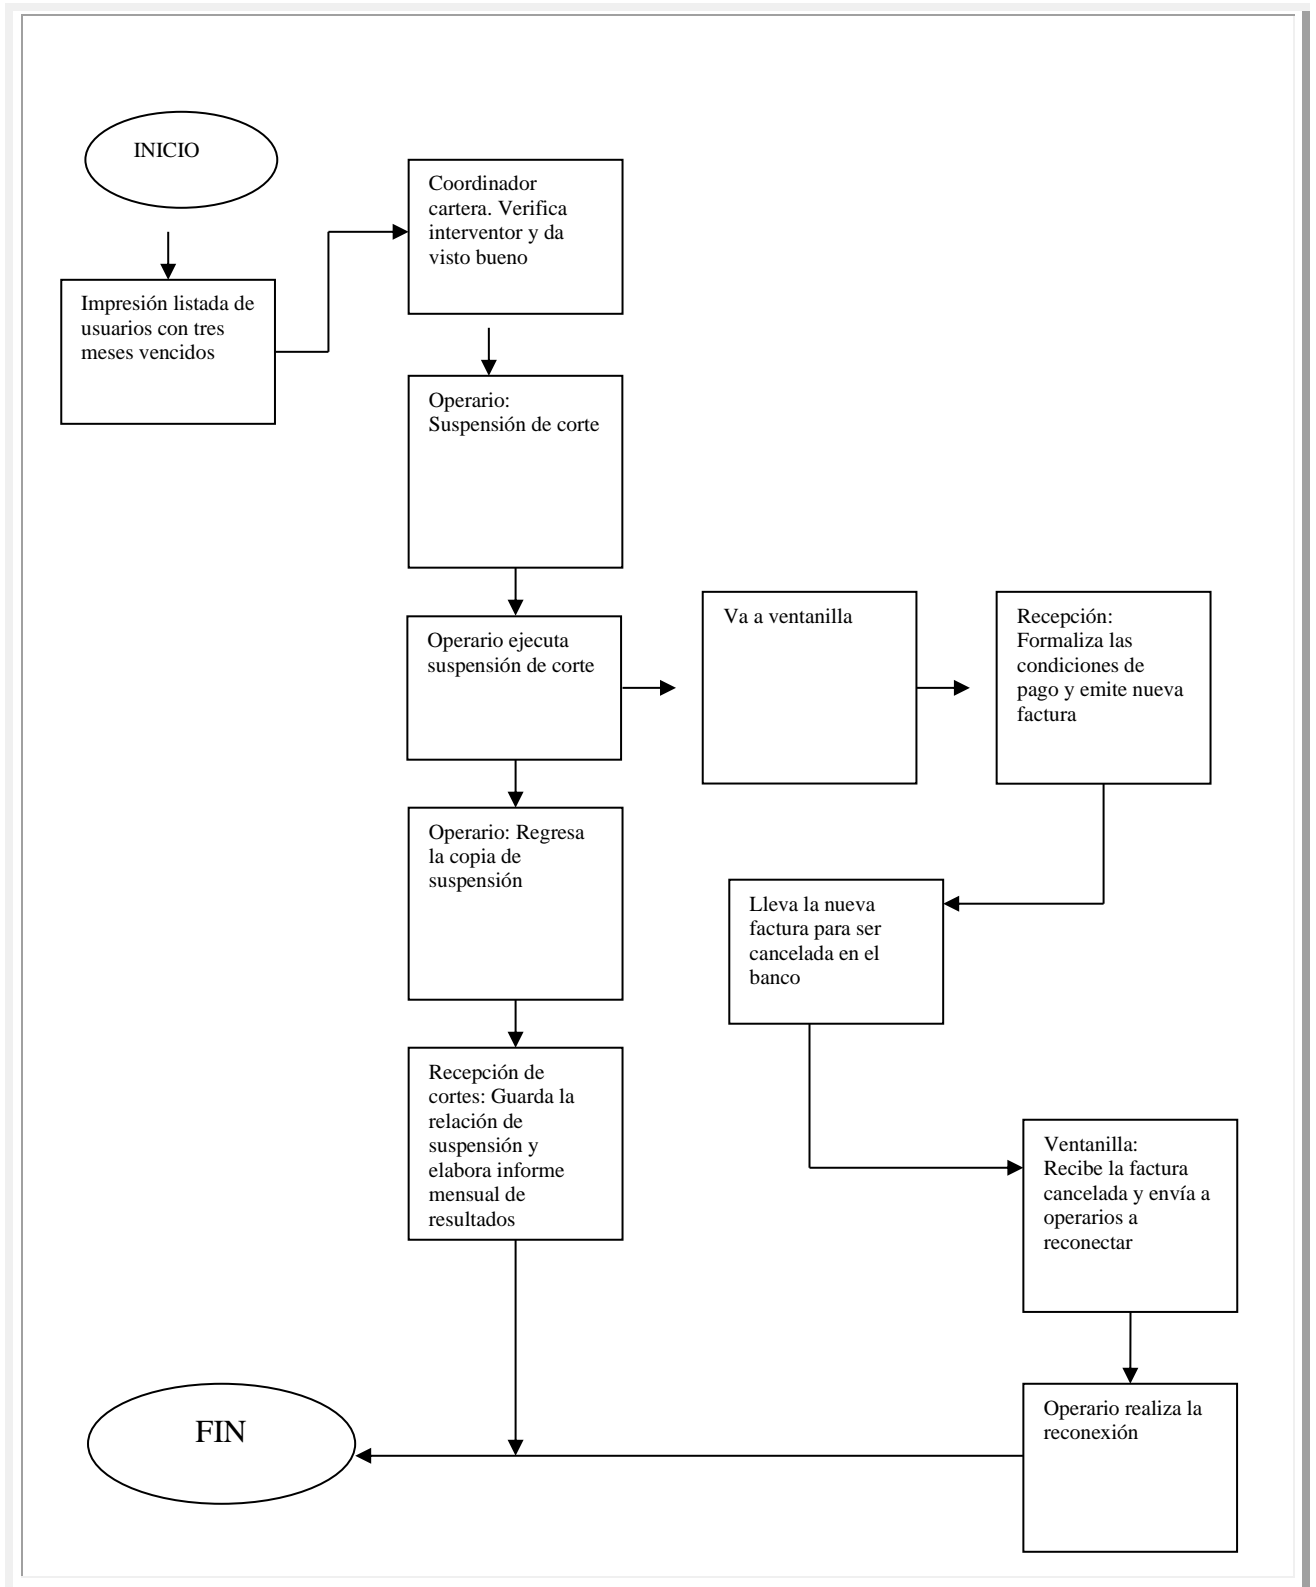 INICIO
Coordinador
cartera. Verifica
interventor y da
visto bueno
Impresión listada de
usuarios con tres
meses vencidos
Operario:
Suspensión de corte
Operario ejecuta
suspensión de corte
Va a ventanilla
Recepción:
Formaliza las
condiciones de
pago y emite nueva
factura
Operario: Regresa
la copia de
suspensión
Lleva la nueva
factura para ser
cancelada en el
banco
Recepción de
cortes: Guarda la
relación de
suspensión y
elabora informe
mensual de
resultados
Ventanilla:
Recibe la factura
cancelada y envía a
operarios a
reconectar
Operario realiza la
reconexión
FIN